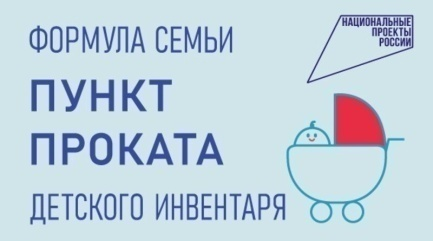 ФОРМУЛА СЕМЬИ
НАЦИОНАЛЬНЫЕ
ПРОЕКТЫ
РОССИИ
ПУНКТ
ПРОКАТА
ДЕТСКОГО ИНВЕНТАРЯ